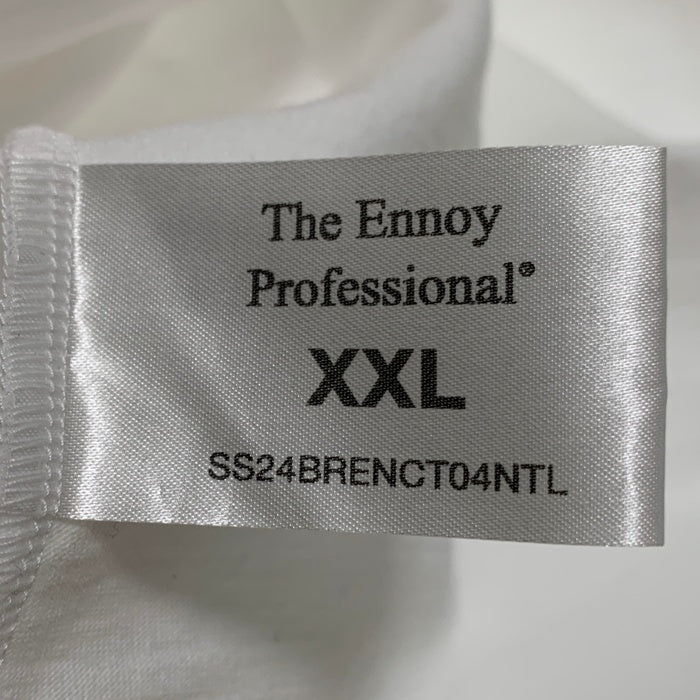 The Ennoy
Professional®
XXL
SS24BRENCT04NTL